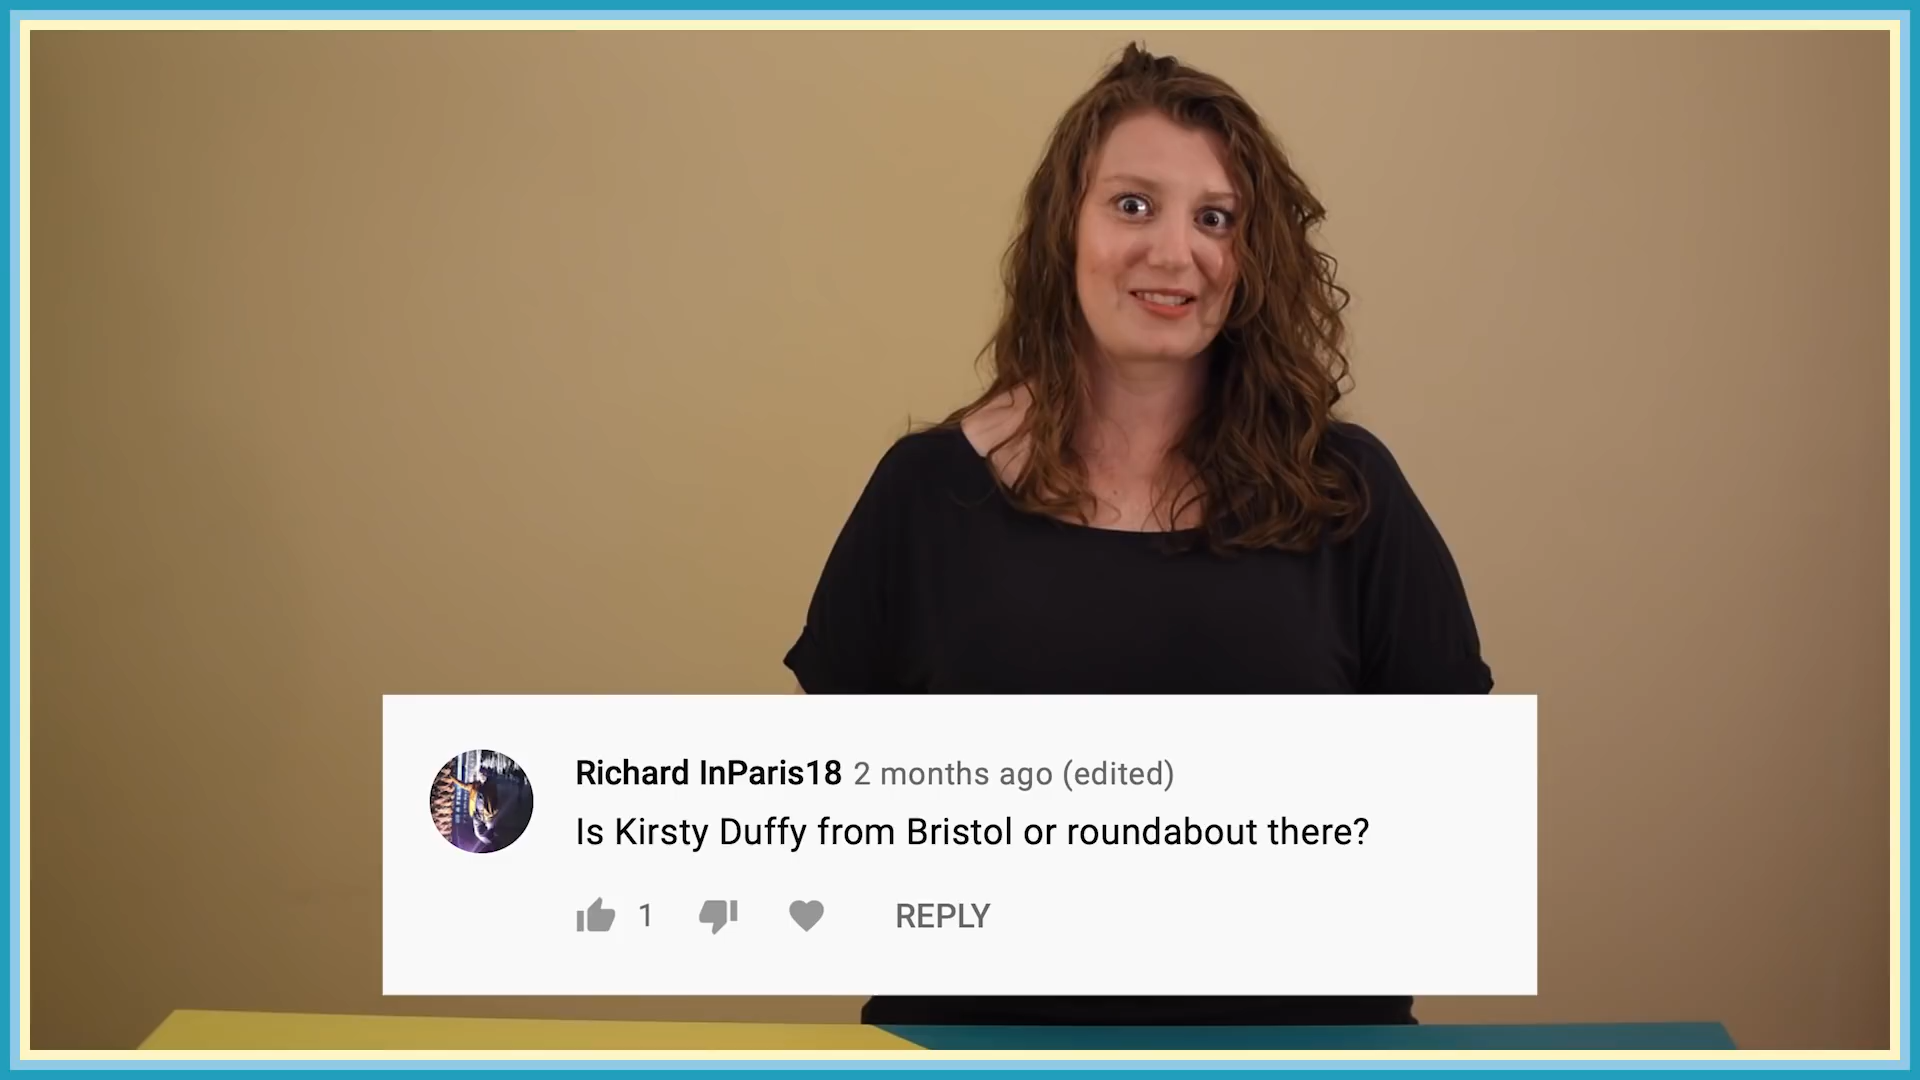 Richard InParis18 2 months ago (edited)
Is Kirsty Duffy from Bristol or roundabout there?
1 REPLY